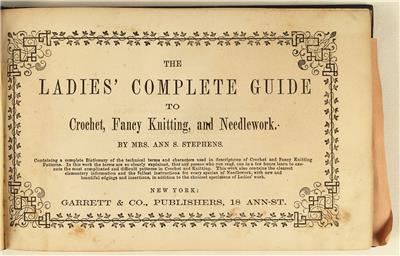 THE
LADIES' COMPLETE GUIDE
TO
Crochet, Fancy Knitting, and Needlework.
BY MRS. ANN S. STEPHENS.
Containing a complete Dictionary of the technical terms and characters used in descriptions of Crochet and Fancy Knitting
Patterns. In this work the terms are so clearly explained, that any person who can read, can in a few hours learn to exe-
cute the most complicated and difficult patterns in Crochet and Knitting. This work also contains the clearest
elementary information and the fullest instructions for every species of Needlework, with new and
beautiful edgings and insertions, in addition to the choicest specimens of Ladies' work.
NEW YORK:
GARRETT & CO., PUBLISHERS, 18 ANN-ST.